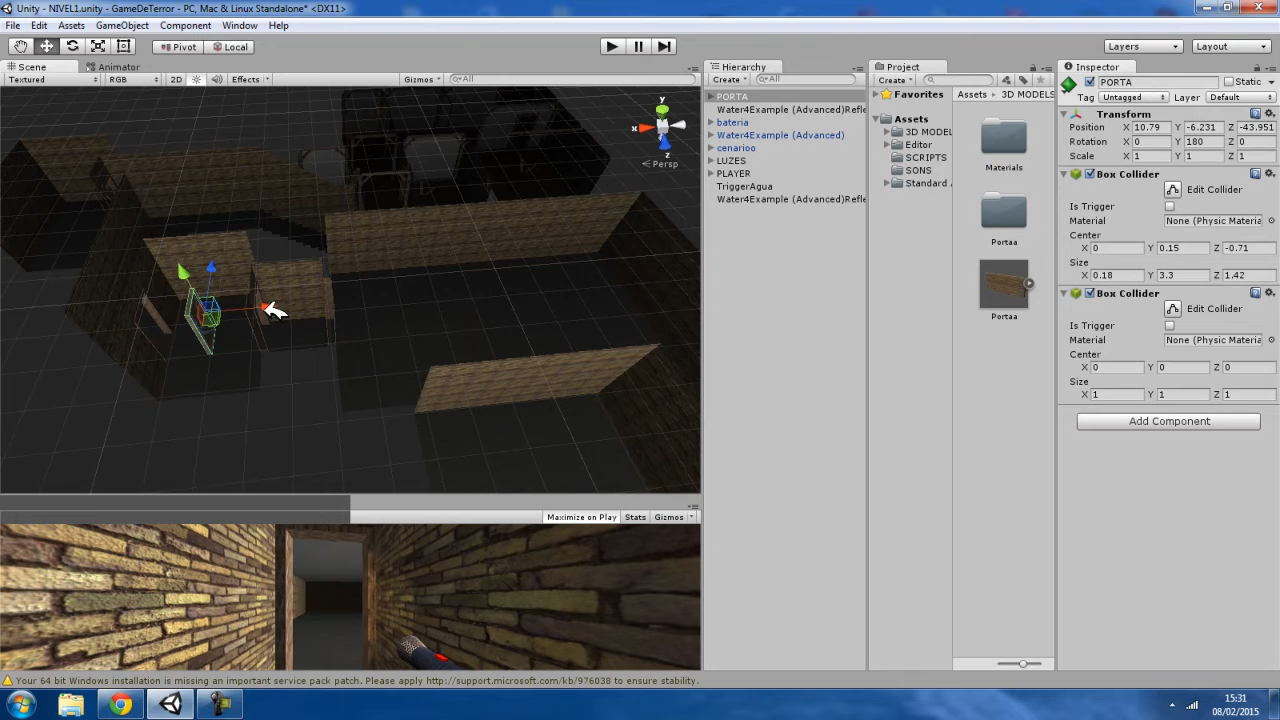 Unity - NIVEL1.unity - GameDeTerror - PC, Mac & Linux Standalone* <DX11>
File Edit Assets GameObject Component Window Help
Pivot Local Layers Layout
Scene Animator
Textured RGB 2D Effects Gizmos All
y
x
z
Persp
Maximize on Play Stats Gizmos
Hierarchy
Create All
PORTA
Water4Example (Advanced)Refle
bateria
Water4Example (Advanced)
cenarioo
LUZES
PLAYER
TriggerAgua
Water4Example (Advanced)Refle
Project
Create
Favorites
Assets
3D MODEL
Editor
SCRIPTS
SONS
Standard
Assets 3D MODELS
Materials
Portaa
Portaa
Inspector
PORTA Static
Tag Untagged Layer Default
Transform
Position X 10.79 Y -6.231 Z -43.951
Rotation X 0 Y 180 Z 0
Scale X 1 Y 1 Z 1
Box Collider
Edit Collider
Is Trigger
Material None (Physic Materia
Center
X 0 Y 0.15 Z -0.71
Size
X 0.18 Y 3.3 Z 1.42
Box Collider
Edit Collider
Is Trigger
Material None (Physic Materia
Center
X 0 Y 0 Z 0
Size
X 1 Y 1 Z 1
Add Component
Your 64 bit Windows installation is missing an important service pack patch. Please apply http://support.microsoft.com/kb/976038 to ensure stability.
15:31
08/02/2015